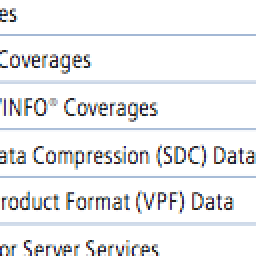 es
Coverages
/INFO® Coverages
ata Compression (SDC) Data
roduct Format (VPF) Data
or Server Services